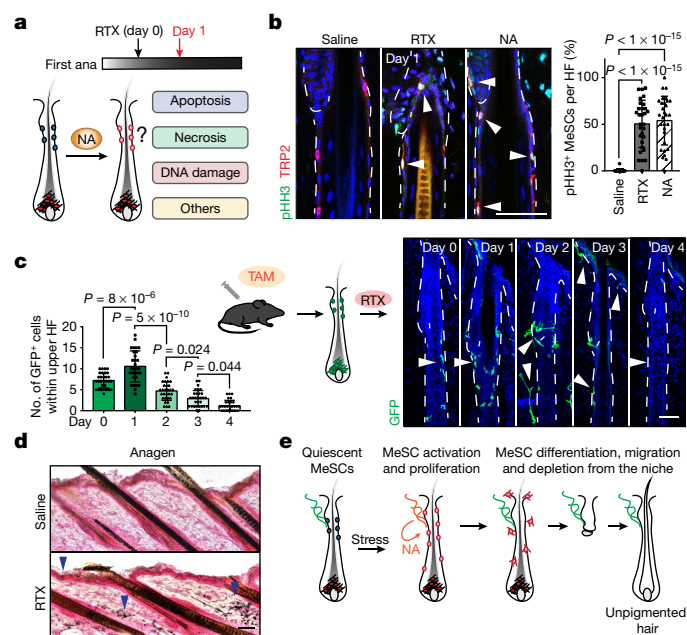 a
RTX (day 0)
Day 1
First ana
NA
?
Apoptosis
Necrosis
DNA damage
Others
b
Saline
RTX
NA
Day 1
pHH3 TRP2
pHH3⁺ MeSCs per HF (%)
P < 1 × 10⁻¹⁵
P < 1 × 10⁻¹⁵
100
50
0
Saline
RTX
NA
c
No. of GFP⁺ cells
within upper HF
P = 8 × 10⁻⁶
P = 5 × 10⁻¹⁰
P = 0.024
P = 0.044
20
15
10
5
0
Day 0 1 2 3 4
TAM
RTX
Day 0
Day 1
Day 2
Day 3
Day 4
GFP
d
Anagen
Saline
RTX
e
Quiescent
MeSCs
MeSC activation
and proliferation
MeSC differentiation, migration
and depletion from the niche
Stress
NA
Unpigmented
hair